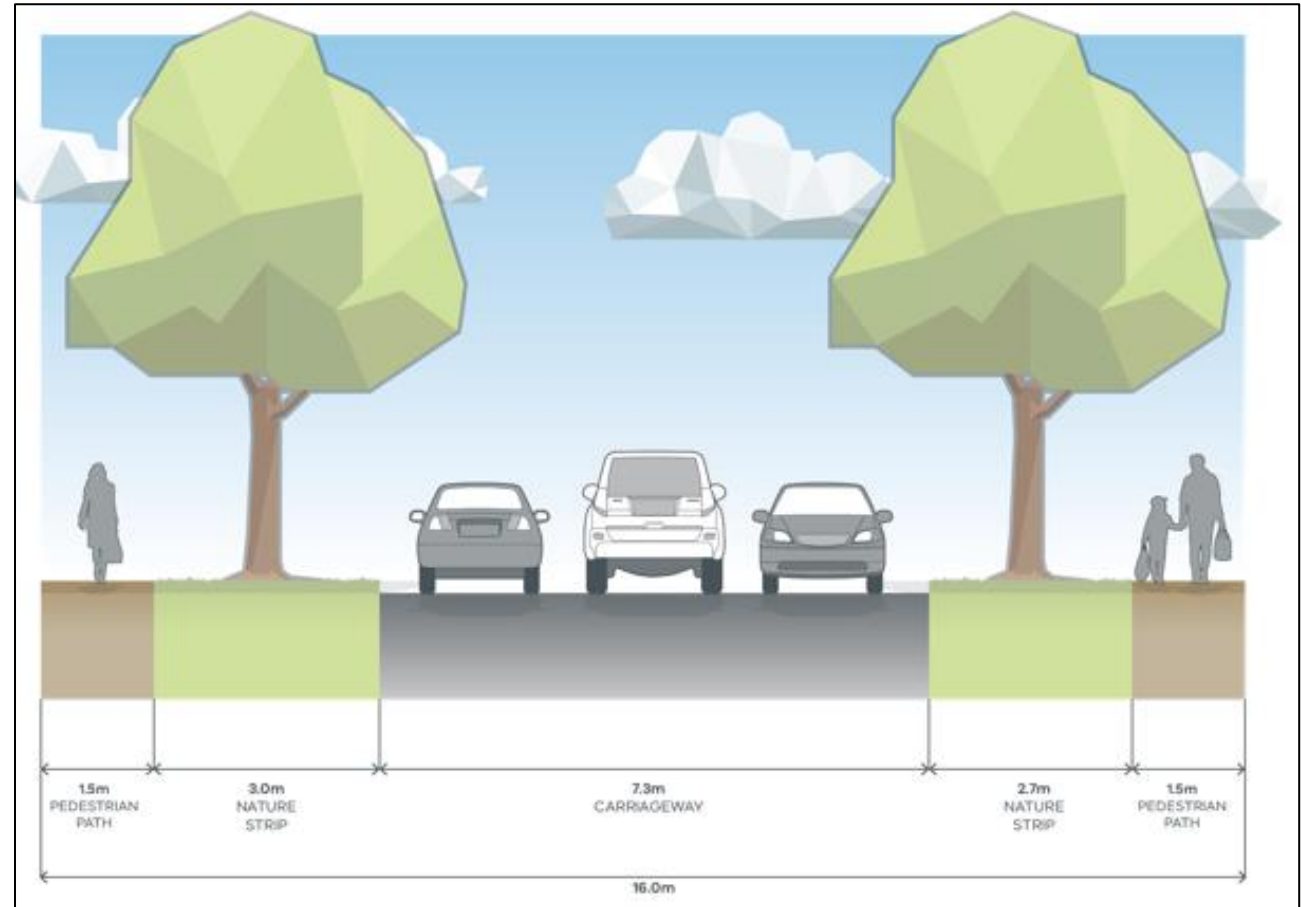 1.5m
PEDESTRIAN
PATH
3.0m
NATURE
STRIP
7.3m
CARRIAGEWAY
2.7m
NATURE
STRIP
1.5m
PEDESTRIAN
PATH
16.0m